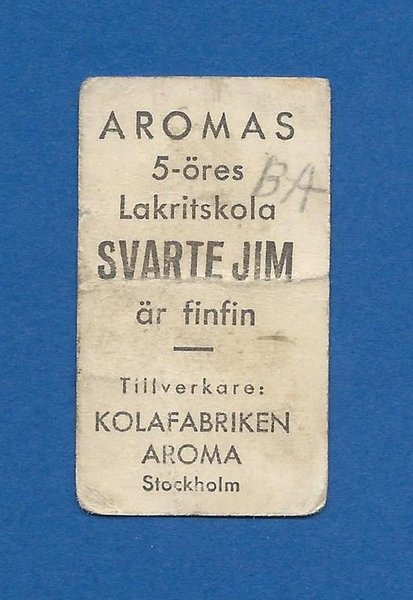 AROMAS
5-öres
BA
Lakritskola
SVARTE JIM
är finfin
Tillverkare:
KOLAFABRIKEN
AROMA
Stockholm